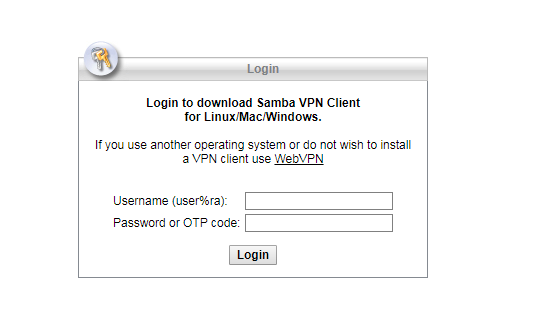 Login
Login to download Samba VPN Client
for Linux/Mac/Windows.
If you use another operating system or do not wish to install
a VPN client use WebVPN
Username (user%ra):
Password or OTP code:
Login